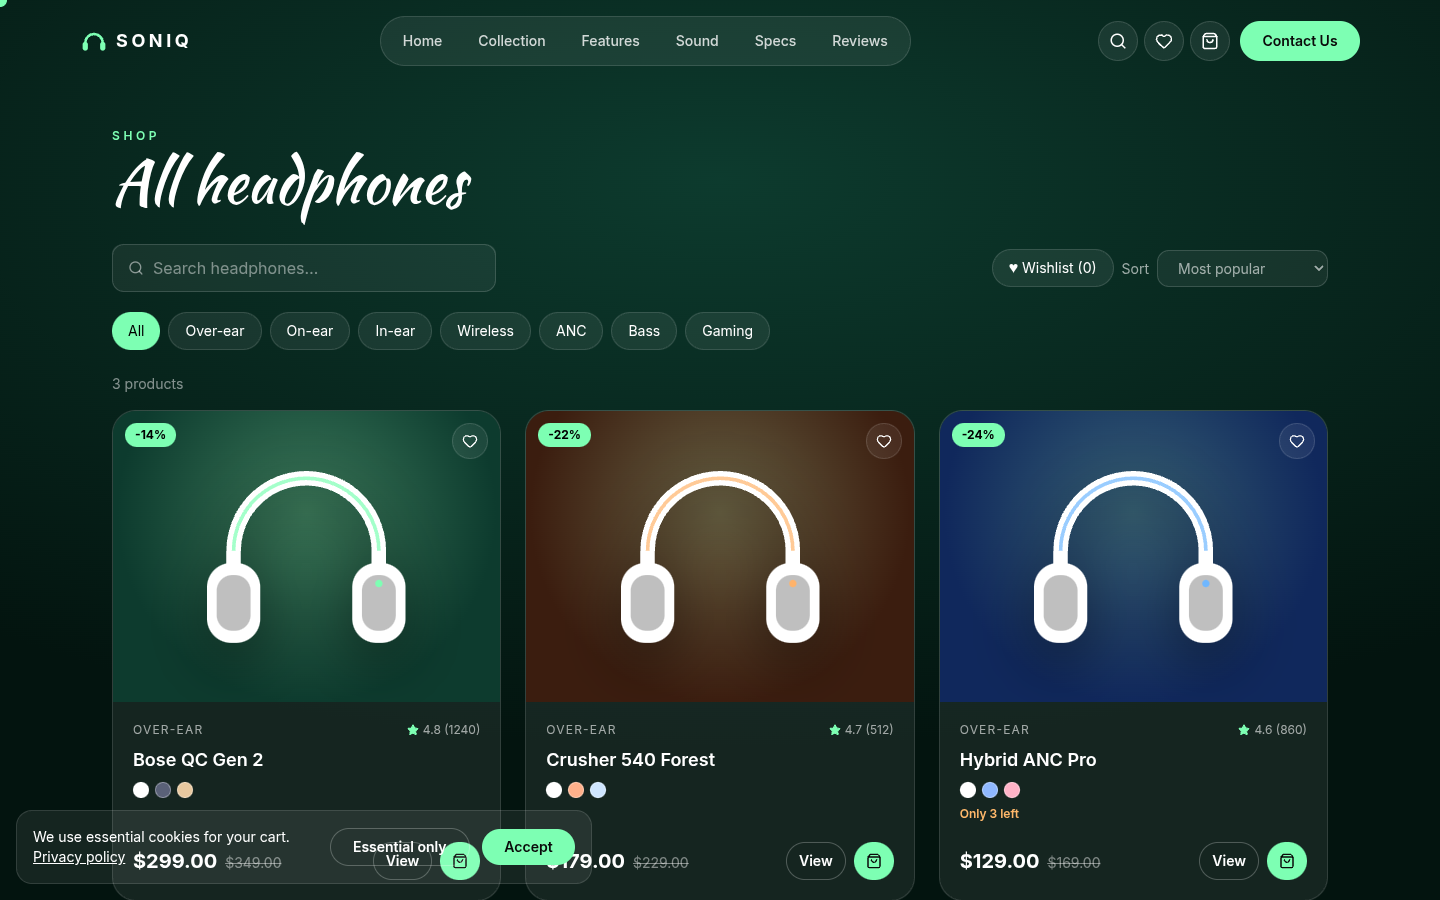 SONIQ
Home Collection Features Sound Specs Reviews
Contact Us
SHOP
All headphones
Search headphones...
♥ Wishlist (0) Sort Most popular
All Over-ear On-ear In-ear Wireless ANC Bass Gaming
3 products
-14%
-22%
-24%
OVER-EAR 4.8 (1240)
Bose QC Gen 2
OVER-EAR 4.7 (512)
Crusher 540 Forest
OVER-EAR 4.6 (860)
Hybrid ANC Pro
Only 3 left
We use essential cookies for your cart.
Privacy policy
Essential only
Accept
$299.00 $349.00 View
$179.00 $229.00 View
$129.00 $169.00 View